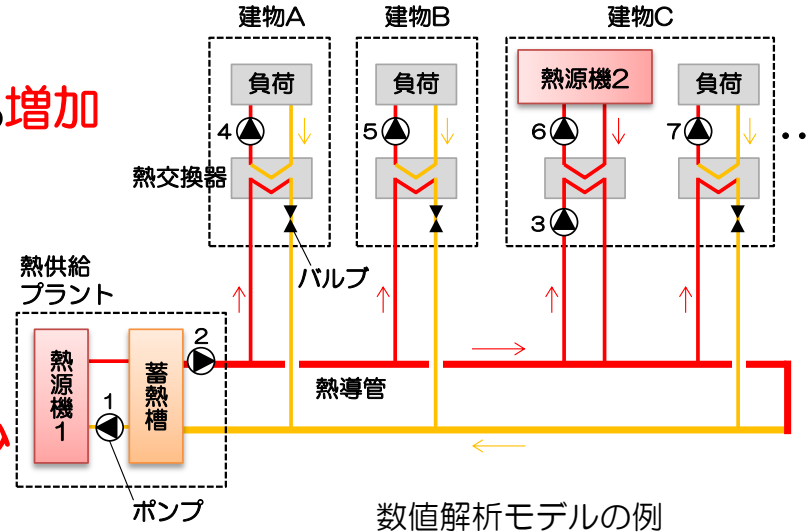 建物A
建物B
建物C
負荷
負荷
熱源機2
負荷
増加
4
5
6
7
‥
熱交換器
3
バルブ
熱供給
プラント
2
熱源機1
1
蓄熱槽
熱導管
ポンプ
数値解析モデルの例